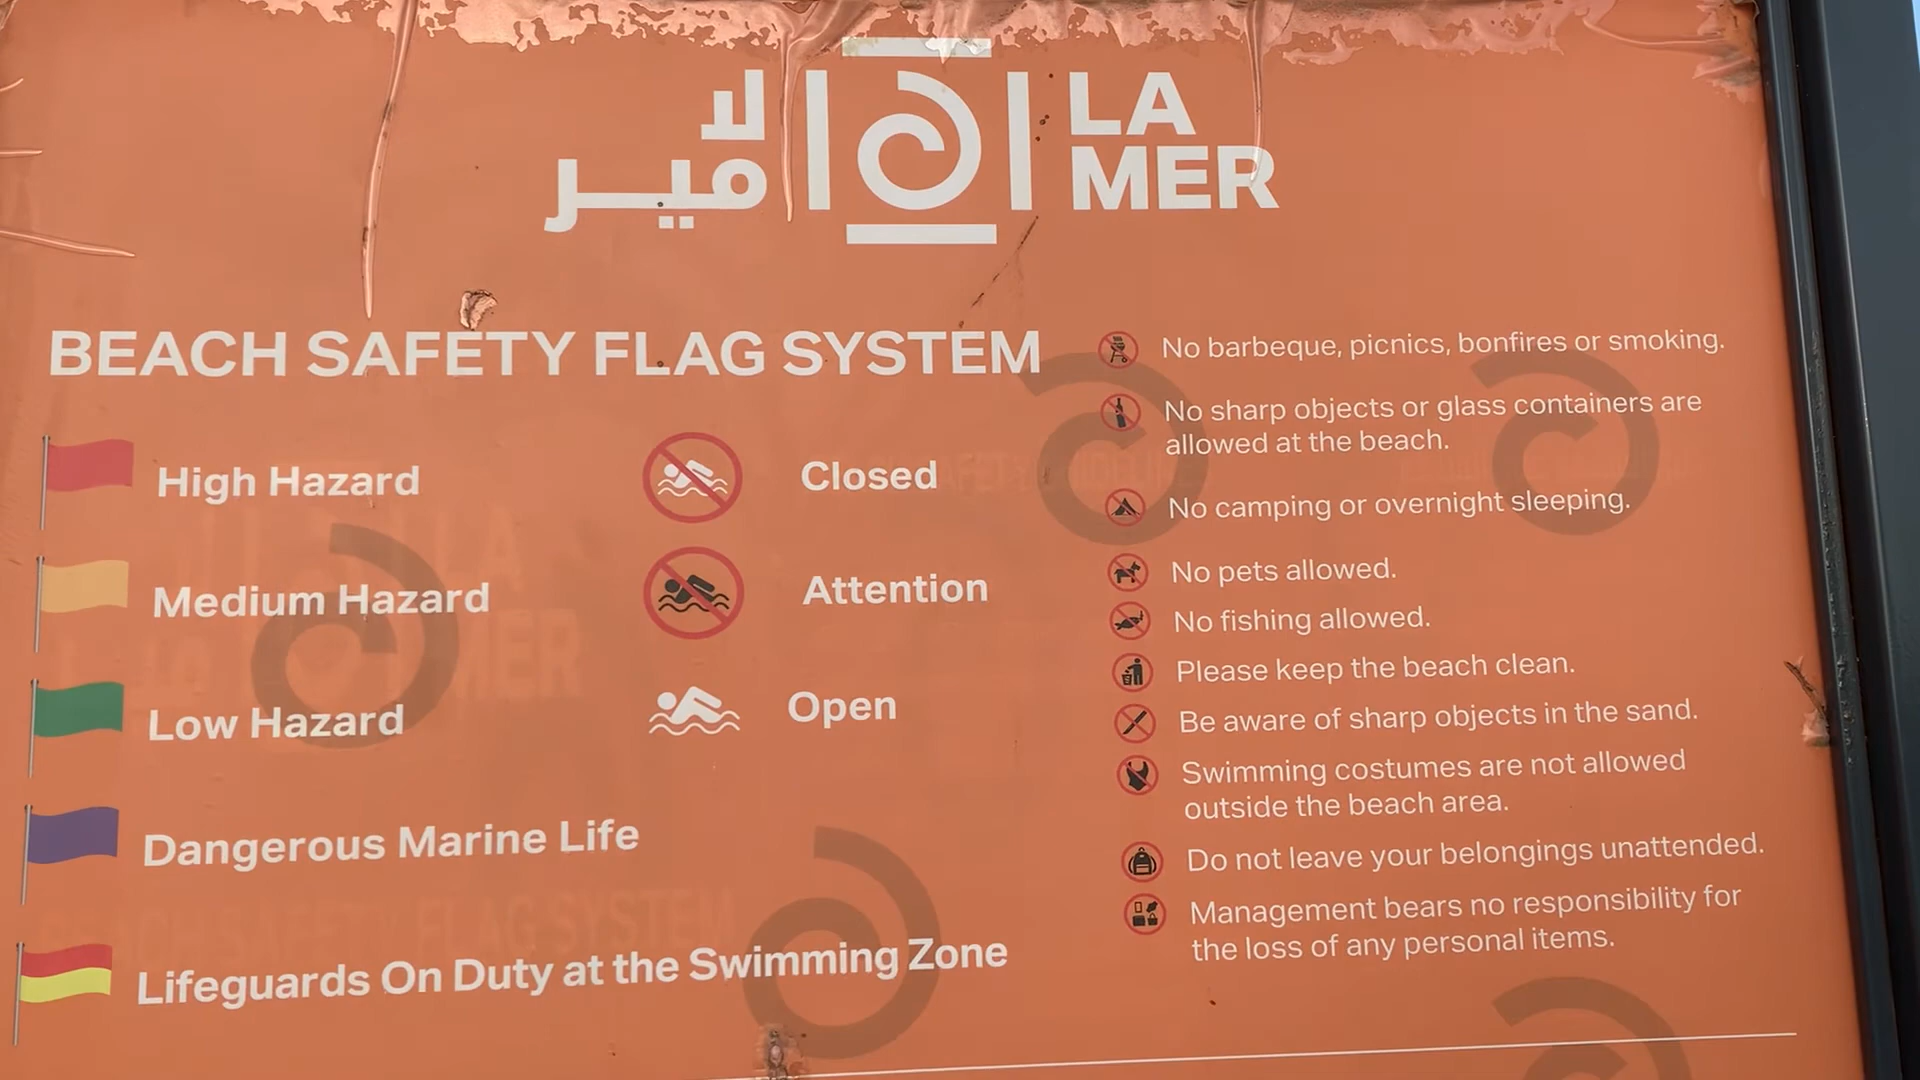 لا
مير
LA
MER
BEACH SAFETY FLAG SYSTEM
High Hazard
Medium Hazard
Low Hazard
Dangerous Marine Life
Lifeguards On Duty at the Swimming Zone
Closed
Attention
Open
No barbeque, picnics, bonfires or smoking.
No sharp objects or glass containers are
allowed at the beach.
No camping or overnight sleeping.
No pets allowed.
No fishing allowed.
Please keep the beach clean.
Be aware of sharp objects in the sand.
Swimming costumes are not allowed
outside the beach area.
Do not leave your belongings unattended.
Management bears no responsibility for
the loss of any personal items.